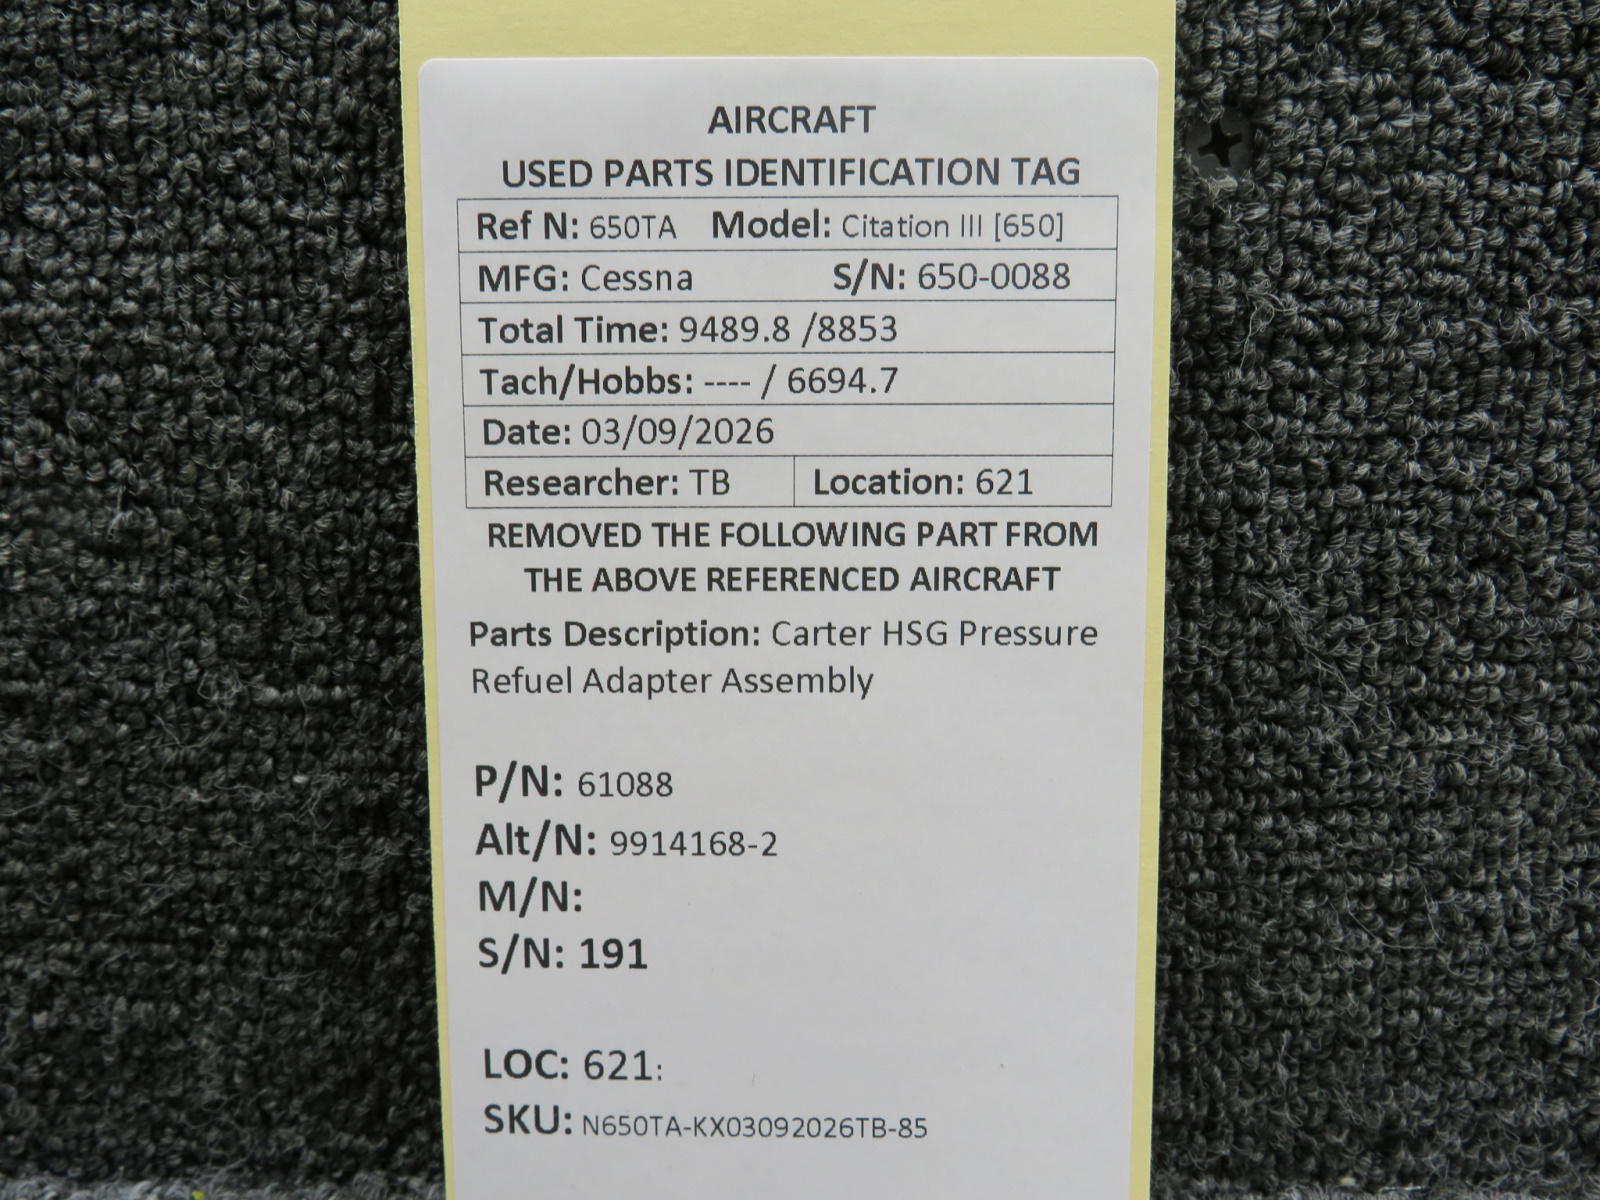 AIRCRAFT
USED PARTS IDENTIFICATION TAG
Ref N: 650TA Model: Citation III [650]
MFG: Cessna S/N: 650-0088
Total Time: 9489.8 /8853
Tach/Hobbs: ---- / 6694.7
Date: 03/09/2026
Researcher: TB Location: 621
REMOVED THE FOLLOWING PART FROM
THE ABOVE REFERENCED AIRCRAFT
Parts Description: Carter HSG Pressure
Refuel Adapter Assembly
P/N: 61088
Alt/N: 9914168-2
M/N:
S/N: 191
LOC: 621:
SKU: N650TA-KX03092026TB-85